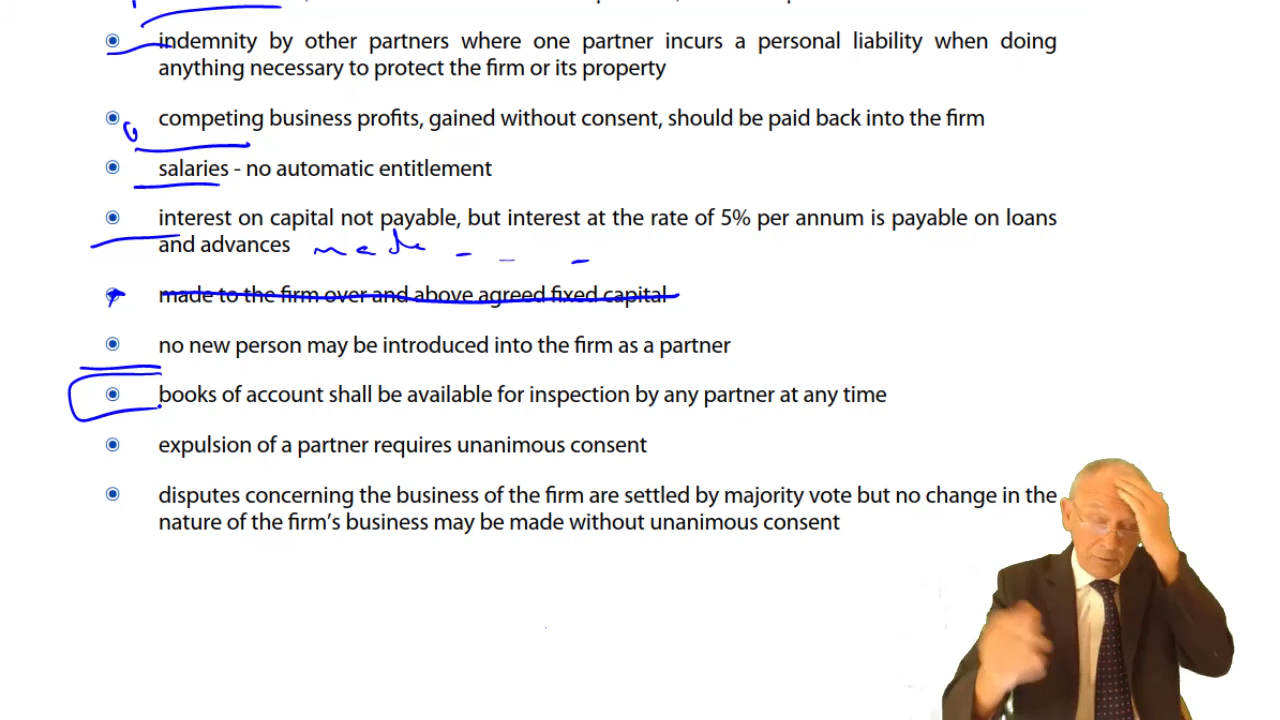 indemnity by other partners where one partner incurs a personal liability when doing
anything necessary to protect the firm or its property
competing business profits, gained without consent, should be paid back into the firm
salaries - no automatic entitlement
interest on capital not payable, but interest at the rate of 5% per annum is payable on loans
and advances made - - -
made to the firm over and above agreed fixed capital
no new person may be introduced into the firm as a partner
books of account shall be available for inspection by any partner at any time
expulsion of a partner requires unanimous consent
disputes concerning the business of the firm are settled by majority vote but no change in the
nature of the firm's business may be made without unanimous consent